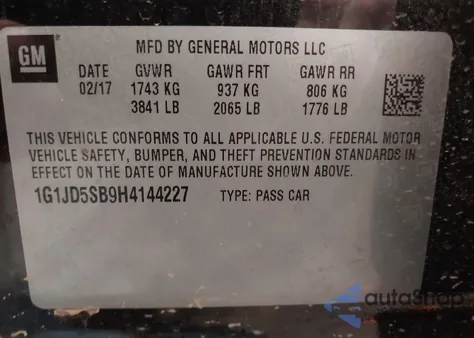 GM
MFD BY GENERAL MOTORS LLC
DATE GVWR GAWR FRT GAWR RR
02/17 1743 KG 937 KG 806 KG
3841 LB 2065 LB 1776 LB
THIS VEHICLE CONFORMS TO ALL APPLICABLE U.S. FEDERAL MOTOR
VEHICLE SAFETY, BUMPER, AND THEFT PREVENTION STANDARDS IN
EFFECT ON THE DATE OF MANUFACTURE SHOWN ABOVE.
1G1JD5SB9H4144227 TYPE: PASS CAR
autoSnap